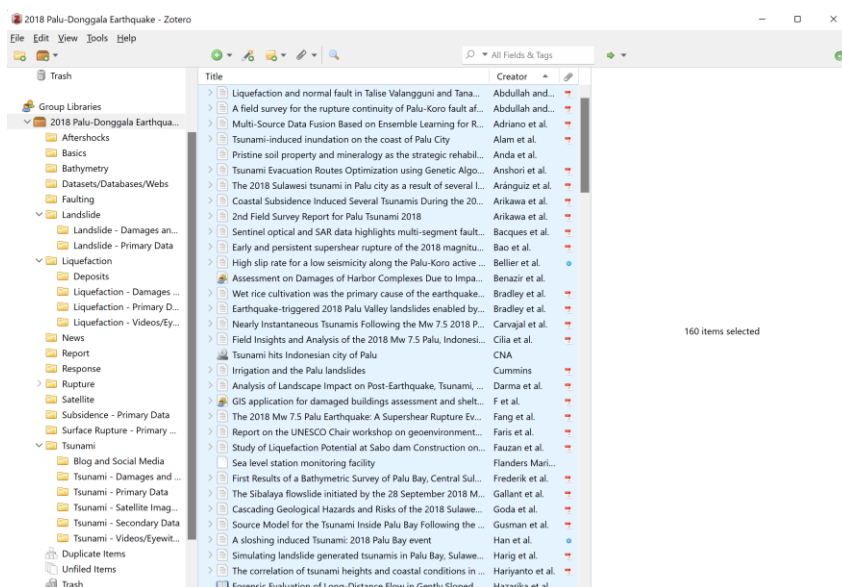 2018 Palu-Donggala Earthquake - Zotero
File Edit View Tools Help
All Fields & Tags
Trash
Group Libraries
2018 Palu-Donggala Earthqua...
Aftershocks
Basics
Bathymetry
Datasets/Databases/Webs
Faulting
Landslide
Landslide - Damages an...
Landslide - Primary Data
Liquefaction
Deposits
Liquefaction - Damages ...
Liquefaction - Primary D...
Liquefaction - Videos/Ey...
News
Report
Response
Rupture
Satellite
Subsidence - Primary Data
Surface Rupture - Primary ...
Tsunami
Blog and Social Media
Tsunami - Damages and ...
Tsunami - Primary Data
Tsunami - Satellite Imag...
Tsunami - Secondary Data
Tsunami - Videos/Eyewit...
Duplicate Items
Unfiled Items
Trash
Title Creator
Liquefaction and normal fault in Talise Valangguni and Tana... Abdullah and...
A field survey for the rupture continuity of Palu-Koro fault af... Abdullah and...
Multi-Source Data Fusion Based on Ensemble Learning for R... Adriano et al.
Tsunami-induced inundation on the coast of Palu City Alam et al.
Pristine soil property and mineralogy as the strategic rehabil... Anda et al.
Tsunami Evacuation Routes Optimization using Genetic Algo... Anshori et al.
The 2018 Sulawesi tsunami in Palu city as a result of several l... Aránguiz et al.
Coastal Subsidence Induced Several Tsunamis During the 20... Arikawa et al.
2nd Field Survey Report for Palu Tsunami 2018 Arikawa et al.
Sentinel optical and SAR data highlights multi-segment fault... Bacques et al.
Early and persistent supershear rupture of the 2018 magnitu... Bao et al.
High slip rate for a low seismicity along the Palu-Koro active ... Bellier et al.
Assessment on Damages of Harbor Complexes Due to Impa... Benazir et al.
Wet rice cultivation was the primary cause of the earthquake... Bradley et al.
Earthquake-triggered 2018 Palu Valley landslides enabled by... Bradley et al.
Nearly Instantaneous Tsunamis Following the Mw 7.5 2018 P... Carvajal et al.
Field Insights and Analysis of the 2018 Mw 7.5 Palu, Indonesi... Cilia et al.
Tsunami hits Indonesian city of Palu CNA
Irrigation and the Palu landslides Cummins
Analysis of Landscape Impact on Post-Earthquake, Tsunami, ... Darma et al.
GIS application for damaged buildings assessment and shelt... F et al.
The 2018 Mw 7.5 Palu Earthquake: A Supershear Rupture Ev... Fang et al.
Report on the UNESCO Chair workshop on geoenvironment... Faris et al.
Study of Liquefaction Potential at Sabo dam Construction on... Fauzan et al.
Sea level station monitoring facility Flanders Mari...
First Results of a Bathymetric Survey of Palu Bay, Central Sul... Frederik et al.
The Sibalaya flowslide initiated by the 28 September 2018 M... Gallant et al.
Cascading Geological Hazards and Risks of the 2018 Sulawe... Goda et al.
Source Model for the Tsunami Inside Palu Bay Following the ... Gusman et al.
A sloshing induced Tsunami: 2018 Palu Bay event Han et al.
Simulating landslide generated tsunamis in Palu Bay, Sulawe... Harig et al.
The correlation of tsunami heights and coastal conditions in ... Hariyanto et al.
Forensic Evaluation of Long-Distance Flow in Gently Sloped... Hazarika et al.
160 items selected